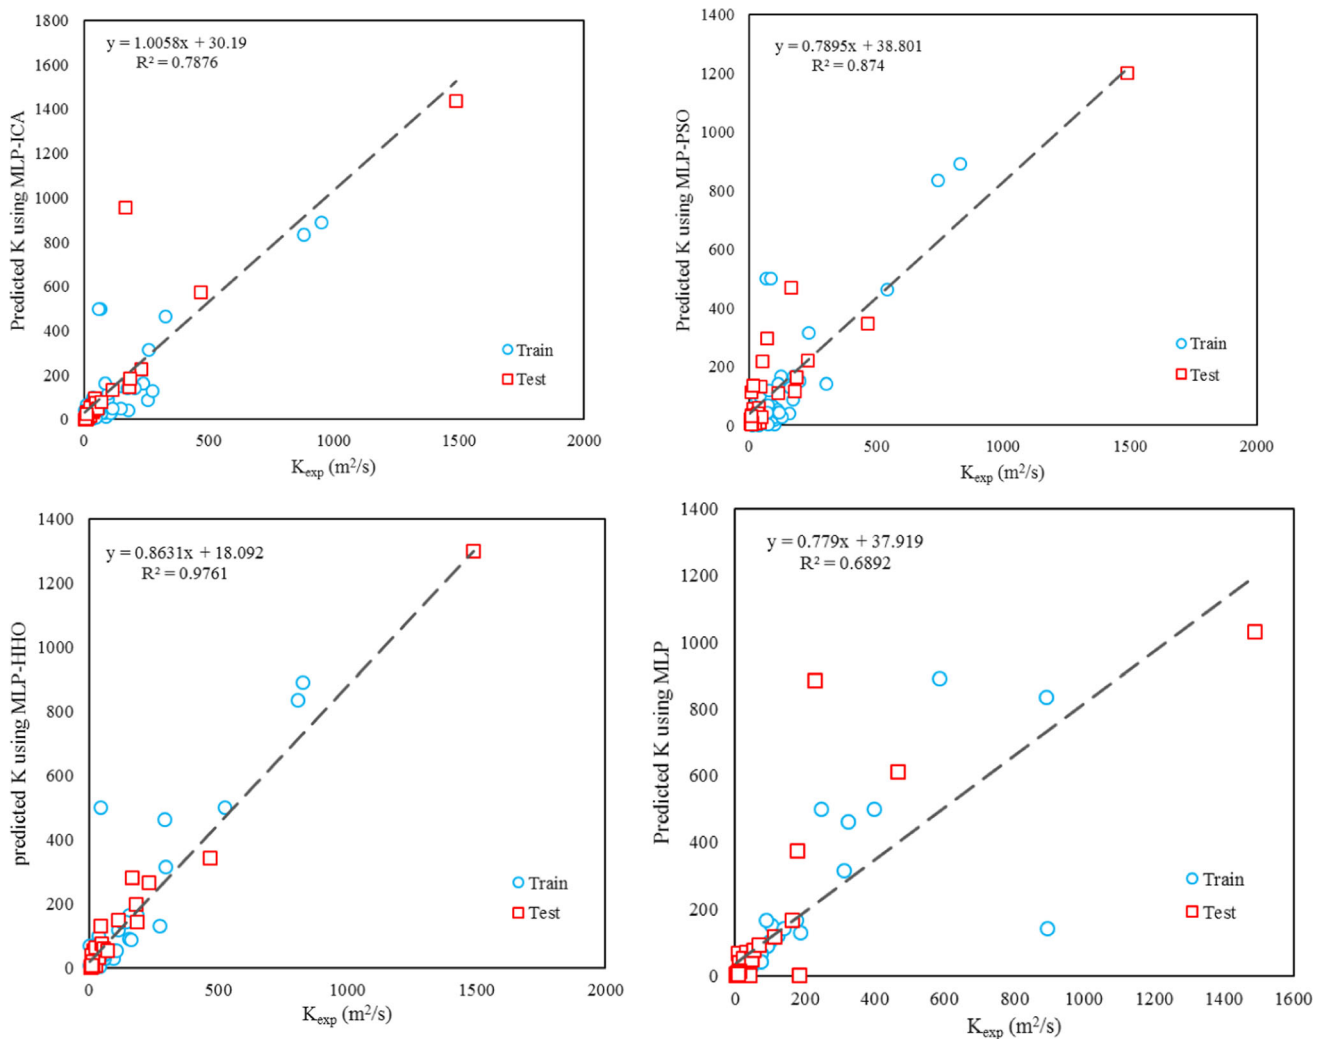 1800
1600
1400
1200
1000
800
600
400
200
0
0
500
1000
1500
2000
y = 1.0058x + 30.19
R² = 0.7876
Predicted K using MLP-ICA
K_exp (m²/s)
Train
Test
1400
1200
1000
800
600
400
200
0
0
500
1000
1500
2000
y = 0.7895x + 38.801
R² = 0.874
Predicted K using MLP-PSO
K_exp (m²/s)
Train
Test
1400
1200
1000
800
600
400
200
0
0
500
1000
1500
2000
y = 0.8631x + 18.092
R² = 0.9761
predicted K using MLP-HHO
K_exp (m²/s)
Train
Test
1400
1200
1000
800
600
400
200
0
0
200
400
600
800
1000
1200
1400
1600
y = 0.779x + 37.919
R² = 0.6892
Predicted K using MLP
K_exp (m²/s)
Train
Test